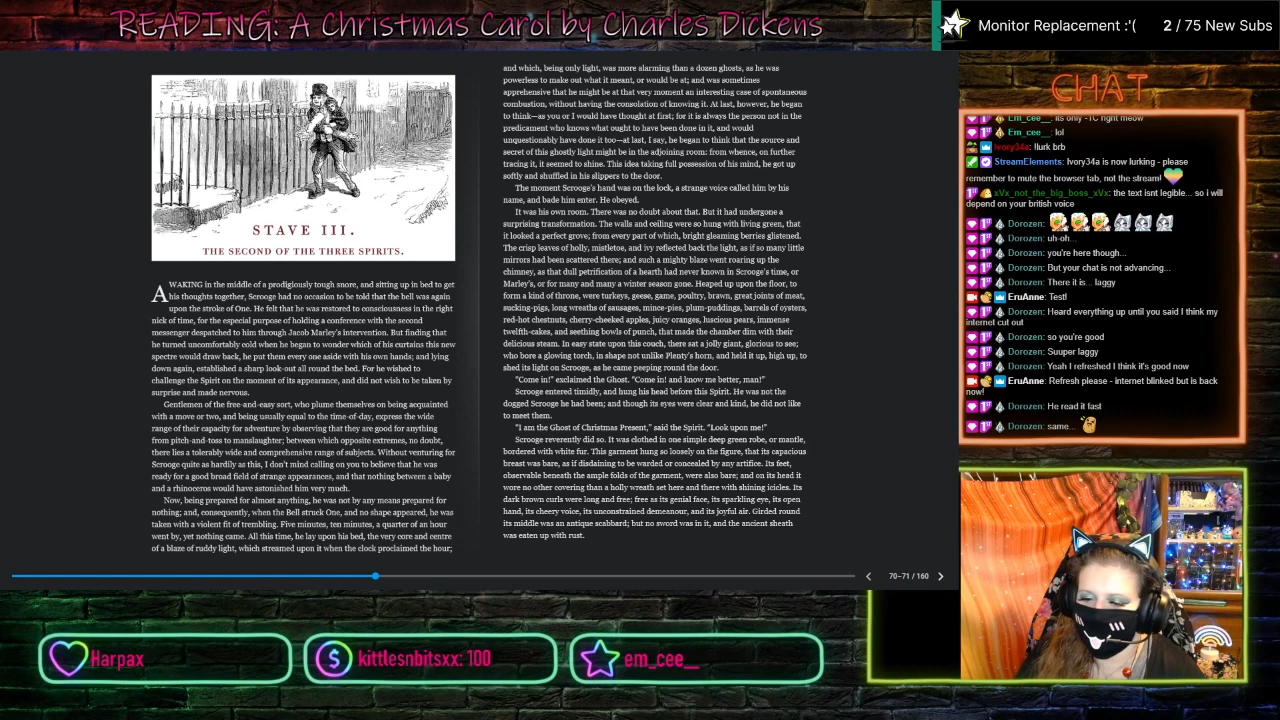 READING: A Christmas Carol by Charles Dickens
Monitor Replacement :'( 2 / 75 New Subs
STAVE III.
THE SECOND OF THE THREE SPIRITS.
AWAKING in the middle of a prodigiously tough snore, and sitting up in bed to get
his thoughts together, Scrooge had no occasion to be told that the bell was again
upon the stroke of One. He felt that he was restored to consciousness in the right
nick of time, for the especial purpose of holding a conference with the second
messenger despatched to him through Jacob Marley's intervention. But finding that
he turned uncomfortably cold when he began to wonder which of his curtains this new
spectre would draw back, he put them every one aside with his own hands; and lying
down again, established a sharp look-out all round the bed. For he wished to
challenge the Spirit on the moment of its appearance, and did not wish to be taken by
surprise and made nervous.
Gentlemen of the free-and-easy sort, who plume themselves on being acquainted
with a move or two, and being usually equal to the time-of-day, express the wide
range of their capacity for adventure by observing that they are good for anything
from pitch-and-toss to manslaughter; between which opposite extremes, no doubt,
there lies a tolerably wide and comprehensive range of subjects. Without venturing for
Scrooge quite as hardily as this, I don't mind calling on you to believe that he was
ready for a good broad field of strange appearances, and that nothing between a baby
and a rhinoceros would have astonished him very much.
Now, being prepared for almost anything, he was not by any means prepared for
nothing; and, consequently, when the Bell struck One, and no shape appeared, he was
taken with a violent fit of trembling. Five minutes, ten minutes, a quarter of an hour
went by, yet nothing came. All this time, he lay upon his bed, the very core and centre
of a blaze of ruddy light, which streamed upon it when the clock proclaimed the hour;
and which, being only light, was more alarming than a dozen ghosts, as he was
powerless to make out what it meant, or would be at; and was sometimes
apprehensive that he might be at that very moment an interesting case of spontaneous
combustion, without having the consolation of knowing it. At last, however, he began
to think—as you or I would have thought at first; for it is always the person not in the
predicament who knows what ought to have been done in it, and would
unquestionably have done it too—at last, I say, he began to think that the source and
secret of this ghostly light might be in the adjoining room: from whence, on further
tracing it, it seemed to shine. This idea taking full possession of his mind, he got up
softly and shuffled in his slippers to the door.
The moment Scrooge's hand was on the lock, a strange voice called him by his
name, and bade him enter. He obeyed.
It was his own room. There was no doubt about that. But it had undergone a
surprising transformation. The walls and ceiling were so hung with living green, that
it looked a perfect grove; from every part of which, bright gleaming berries glistened.
The crisp leaves of holly, mistletoe, and ivy reflected back the light, as if so many little
mirrors had been scattered there; and such a mighty blaze went roaring up the
chimney, as that dull petrification of a hearth had never known in Scrooge's time, or
Marley's, or for many and many a winter season gone. Heaped up upon the floor, to
form a kind of throne, were turkeys, geese, game, poultry, brawn, great joints of meat,
sucking-pigs, long wreaths of sausages, mince-pies, plum-puddings, barrels of oysters,
red-hot chestnuts, cherry-cheeked apples, juicy oranges, luscious pears, immense
twelfth-cakes, and seething bowls of punch, that made the chamber dim with their
delicious steam. In easy state upon this couch, there sat a jolly giant, glorious to see;
who bore a glowing torch, in shape not unlike Plenty's horn, and held it up, high up, to
shed its light on Scrooge, as he came peeping round the door.
"Come in!" exclaimed the Ghost. "Come in! and know me better, man!"
Scrooge entered timidly, and hung his head before this Spirit. He was not the
dogged Scrooge he had been; and though its eyes were clear and kind, he did not like
to meet them.
"I am the Ghost of Christmas Present," said the Spirit. "Look upon me!"
Scrooge reverently did so. It was clothed in one simple deep green robe, or mantle,
bordered with white fur. This garment hung so loosely on the figure, that its capacious
breast was bare, as if disdaining to be warded or concealed by any artifice. Its feet,
observable beneath the ample folds of the garment, were also bare; and on its head it
wore no other covering than a holly wreath set here and there with shining icicles. Its
dark brown curls were long and free; free as its genial face, its sparkling eye, its open
hand, its cheery voice, its unconstrained demeanour, and its joyful air. Girded round
its middle was an antique scabbard; but no sword was in it, and the ancient sheath
was eaten up with rust.
70–71 / 160
CHAT
Em_cee__: its only -1C right meow
Em_cee__: lol
Ivory34a: !lurk brb
StreamElements: Ivory34a is now lurking - please
remember to mute the browser tab, not the stream!
xVx_not_the_big_boss_xVx: the text isnt legible... so i will
depend on your british voice
Dorozen:
Dorozen: uh-oh...
Dorozen: you're here though...
Dorozen: But your chat is not advancing...
Dorozen: There it is... laggy
EruAnne: Test!
Dorozen: Heard everything up until you said I think my
internet cut out
Dorozen: so you're good
Dorozen: Suuper laggy
Dorozen: Yeah I refreshed I think it's good now
EruAnne: Refresh please - internet blinked but is back
now!
Dorozen: He read it fast
Dorozen: same...
Harpax
kittlesnbitsxx: 100
em_cee__